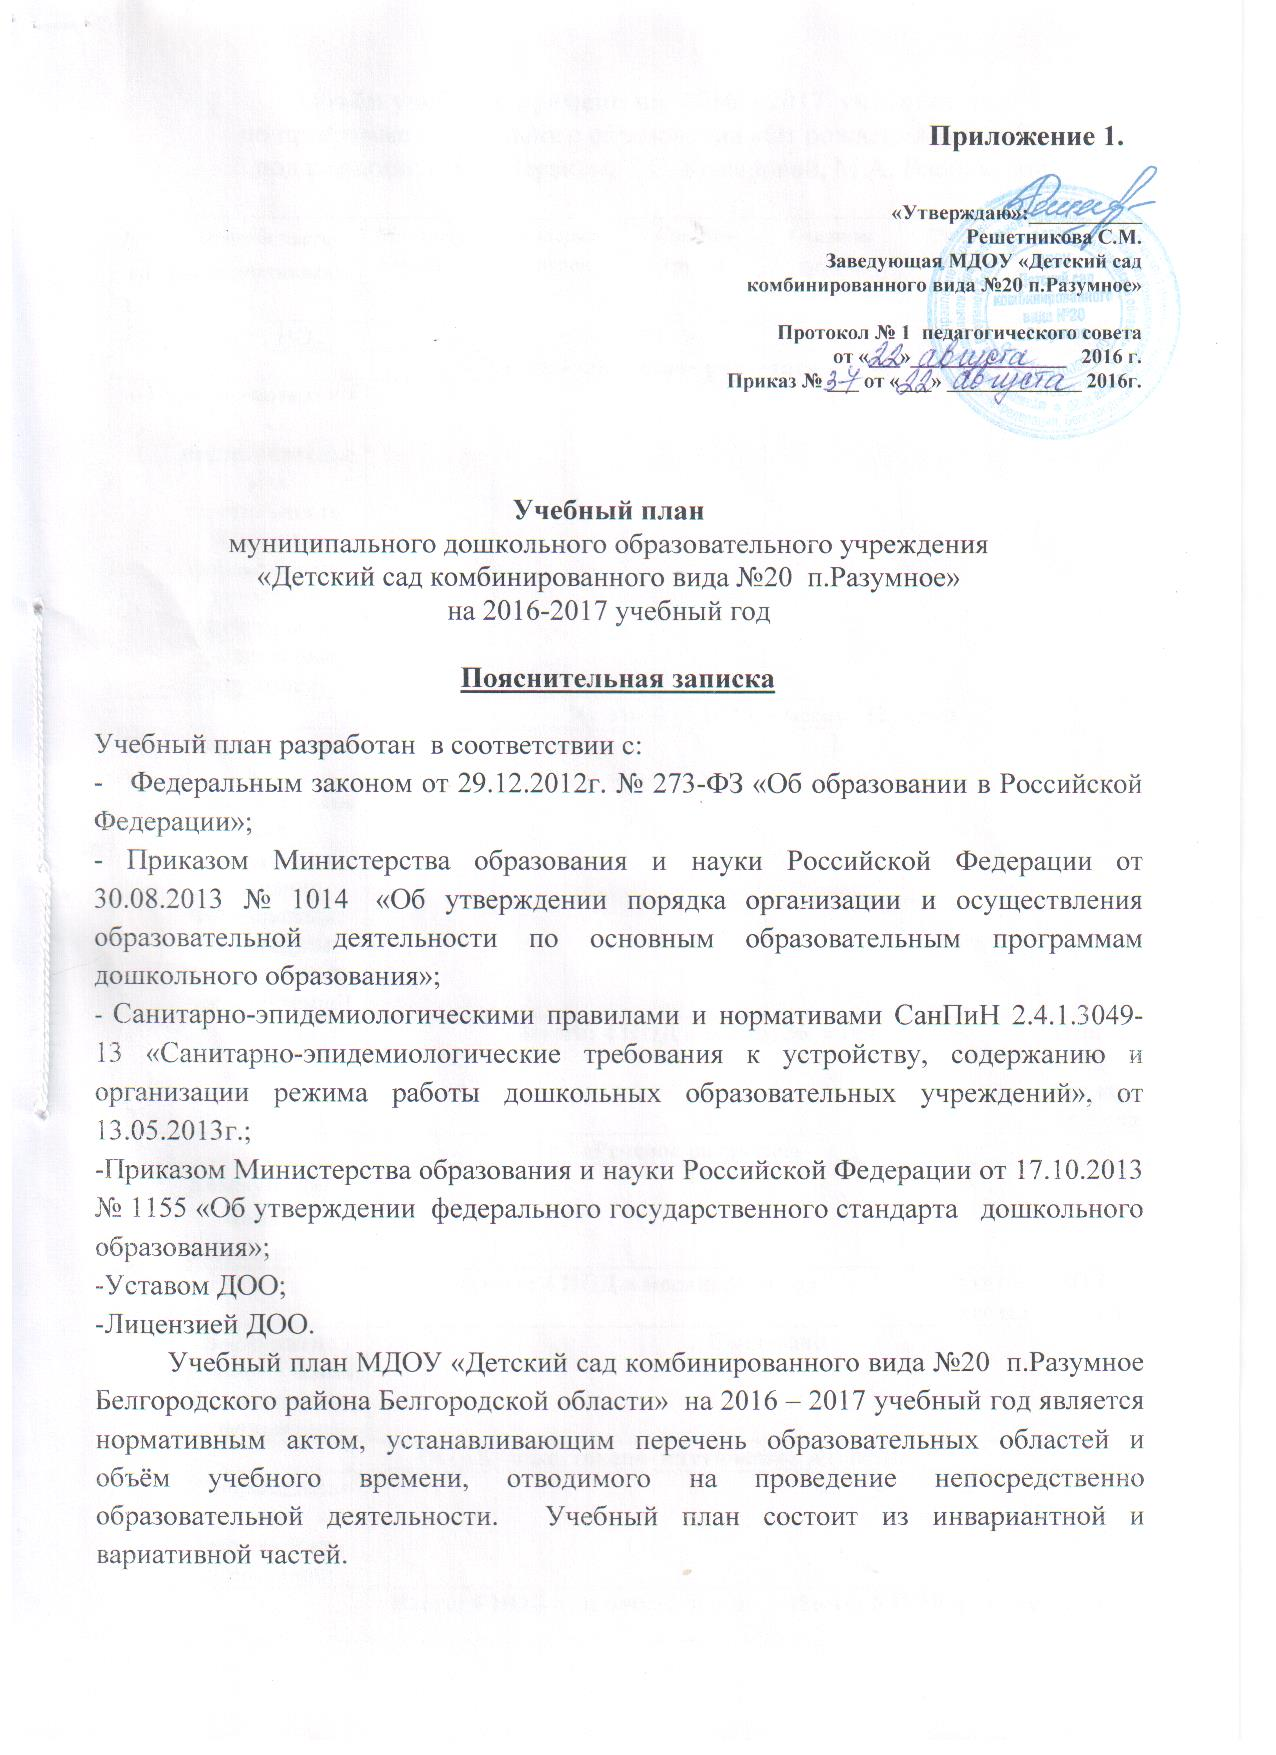 Приложение 1.
«Утверждаю»:___________
Решетникова С.М.
Заведующая МДОУ «Детский сад
комбинированного вида №20 п.Разумное»
Протокол № 1 педагогического совета
от «22» августа 2016 г.
Приказ № 37 от «22» августа 2016г.
Детский сад
комбинированного
вида №20
Учебный план
муниципального дошкольного образовательного учреждения
«Детский сад комбинированного вида №20 п.Разумное»
на 2016-2017 учебный год
Пояснительная записка
Учебный план разработан в соответствии с:
- Федеральным законом от 29.12.2012г. № 273-ФЗ «Об образовании в Российской
Федерации»;
- Приказом Министерства образования и науки Российской Федерации от
30.08.2013 № 1014 «Об утверждении порядка организации и осуществления
образовательной деятельности по основным образовательным программам
дошкольного образования»;
- Санитарно-эпидемиологическими правилами и нормативами СанПиН 2.4.1.3049-
13 «Санитарно-эпидемиологические требования к устройству, содержанию и
организации режима работы дошкольных образовательных учреждений», от
13.05.2013г.;
-Приказом Министерства образования и науки Российской Федерации от 17.10.2013
№ 1155 «Об утверждении федерального государственного стандарта дошкольного
образования»;
-Уставом ДОО;
-Лицензией ДОО.
Учебный план МДОУ «Детский сад комбинированного вида №20 п.Разумное
Белгородского района Белгородской области» на 2016 – 2017 учебный год является
нормативным актом, устанавливающим перечень образовательных областей и
объём учебного времени, отводимого на проведение непосредственно
образовательной деятельности. Учебный план состоит из инвариантной и
вариативной частей.